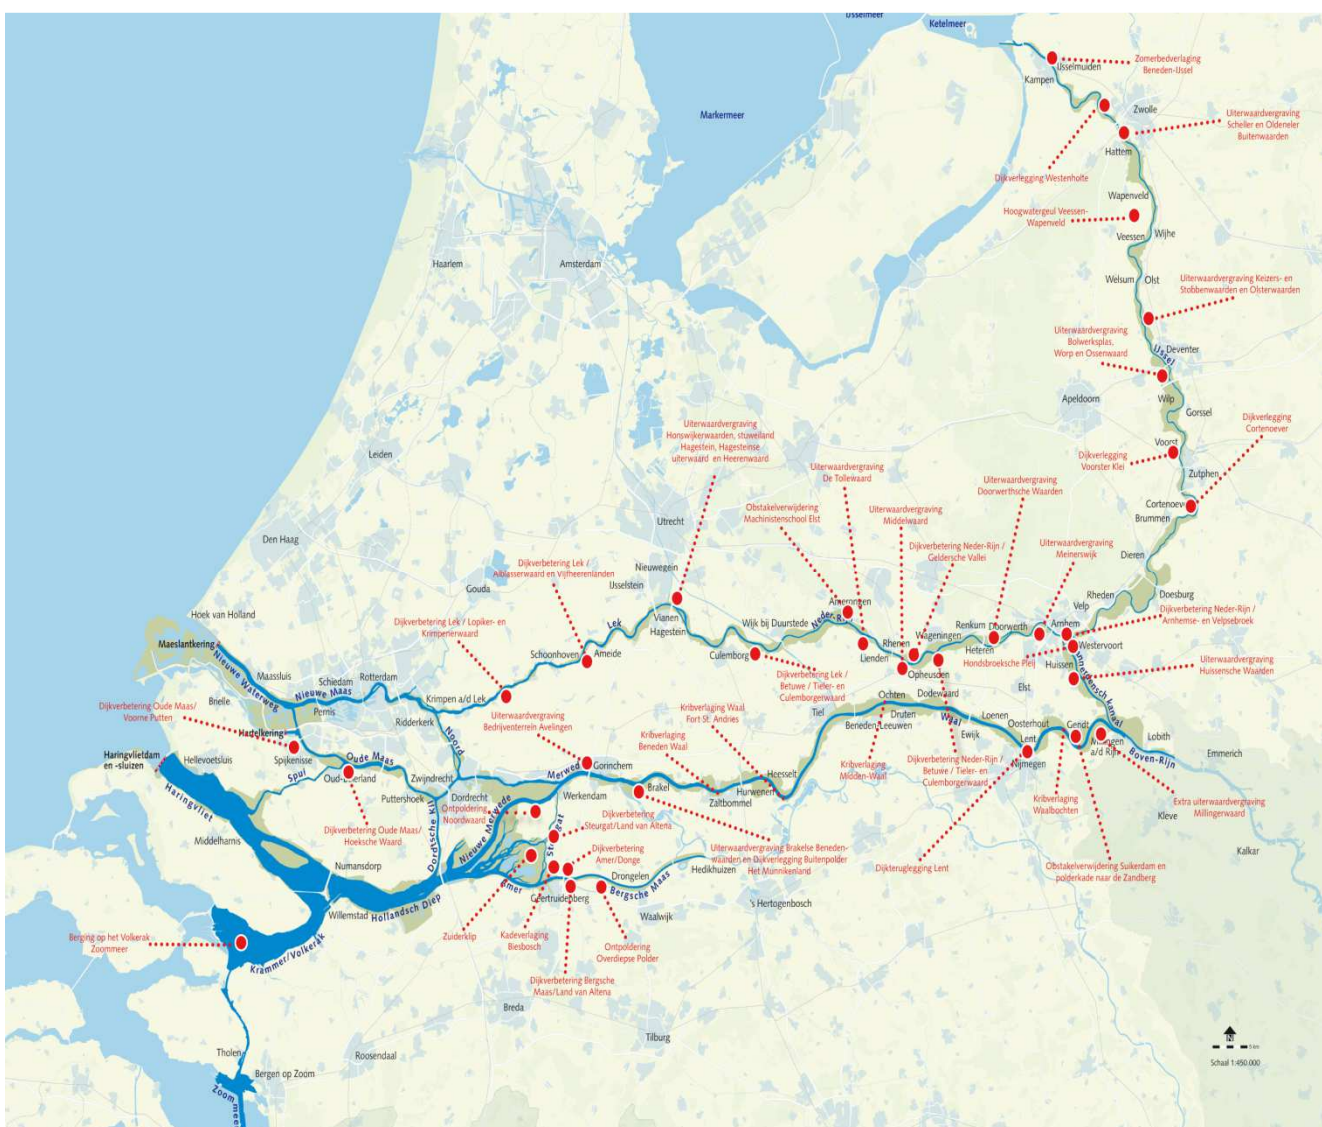 IJsselmeer
Ketelmeer
Markermeer
Zomerbedverlaging
Beneden-IJssel
IJsselmuiden
Kampen
Zwolle
Uiterwaardvergraving
Scheller en Oldeneler
Buitenwaarden
Hattem
Dijkverlegging Westenholte
Wapenveld
Hoogwatergeul Veessen-
Wapenveld
Veessen
Wijhe
Haarlem
Amsterdam
Welsum
Olst
Uiterwaardvergraving Keizers- en
Stobbenwaarden en Olsterwaarden
Uiterwaardvergraving
Bolwerksplas,
Worp en Ossenwaard
IJssel
Deventer
Apeldoorn
Wilp
Gorssel
Dijkverlegging
Cortenoever
Uiterwaardvergraving
Honswijkerwaarden, stuweiland
Hagestein, Hagesteinse
uiterwaard en Heerenwaard
Leiden
Voorst
Dijkverlegging
Voorster Klei
Zutphen
Uiterwaardvergraving
De Tollewaard
Uiterwaardvergraving
Doorwerthsche Waarden
Obstakelverwijdering
Machinistenschool Elst
Uiterwaardvergraving
Middelwaard
Cortenoever
Brummen
Utrecht
Den Haag
Uiterwaardvergraving
Meinerswijk
Dijkverbetering Neder-Rijn /
Geldersche Vallei
Dieren
Dijkverbetering Lek /
Alblasserwaard en Vijfheerenlanden
Nieuwegein
IJsselstein
Gouda
Rheden
Doesburg
Velp
Hoek van Holland
Amerongen
Dijkverbetering Neder-Rijn /
Arnhemse- en Velpsebroek
Dijkverbetering Lek / Lopiker- en
Krimpenerwaard
Lek
Vianen
Hagestein
Wijk bij Duurstede
Neder-Rijn
Renkum
Doorwerth
Arnhem
Wageningen
Maeslantkering
Rhenen
Heteren
Westervoort
Schoonhoven
Ameide
Culemborg
Lienden
Hondsbroeksche Pleij
Huissen
Pannerdensch kanaal
Uiterwaardvergraving
Huissensche Waarden
Opheusden
Nieuwe Waterweg
Maassluis
Schiedam
Rotterdam
Nieuwe Maas
Krimpen a/d Lek
Dijkverbetering Lek /
Betuwe / Tieler- en
Culemborgerwaard
Elst
Brielle
Pernis
Dijkverbetering Oude Maas/
Voorne Putten
Ridderkerk
Uiterwaardvergraving
Bedrijventerrein Avelingen
Kribverlaging Waal
Fort St. Andries
Tiel
Ochten
Dodewaard
Druten
Beneden-Leeuwen
Waal
Loenen
Oosterhout
Gendt
Hartelkering
Noord
Kribverlaging
Beneden Waal
Ewijk
Lent
Nijmegen
Millingen
a/d Rijn
Lobith
Boven-Rijn
Emmerich
Haringvlietdam
en -sluizen
Hellevoetsluis
Spijkenisse
Oude Maas
Spui
Oud-Beijerland
Zwijndrecht
Merwede
Gorinchem
Heesselt
Kribverlaging
Midden-Waal
Dijkverbetering Neder-Rijn /
Betuwe / Tieler- en
Culemborgerwaard
Haringvliet
Puttershoek
Dordrecht
Ontpoldering
Noordwaard
Werkendam
Brakel
Zaltbommel
Hurwenen
Kribverlaging
Waalbochten
Extra uiterwaardvergraving
Millingerwaard
Kleve
Middelharnis
Dijkverbetering Oude Maas/
Hoeksche Waard
Dordtsche Kil
Nieuwe Merwede
Steurgat
Dijkverbetering
Steurgat/Land van Altena
Dijkverbetering
Amer/Donge
Uiterwaardvergraving Brakelse Beneden-
waarden en Dijkverlegging Buitenpolder
Het Munnikenland
Kalkar
Numansdorp
Dijkteruglegging Lent
Obstakelverwijdering Suikerdam en
polderkade naar de Zandberg
Hedikhuizen
Drongelen
Amer
Bergsche Maas
Geertruidenberg
Willemstad
Hollandsch Diep
's Hertogenbosch
Waalwijk
Berging op het Volkerak -
Zoommeer
Krammer/Volkerak
Zuiderklip
Kadeverlaging
Biesbosch
Ontpoldering
Overdiepse Polder
Dijkverbetering Bergsche
Maas/Land van Altena
Breda
Tilburg
Tholen
Roosendaal
Bergen op Zoom
Zoommeer
N
5 km
Schaal 1:450.000